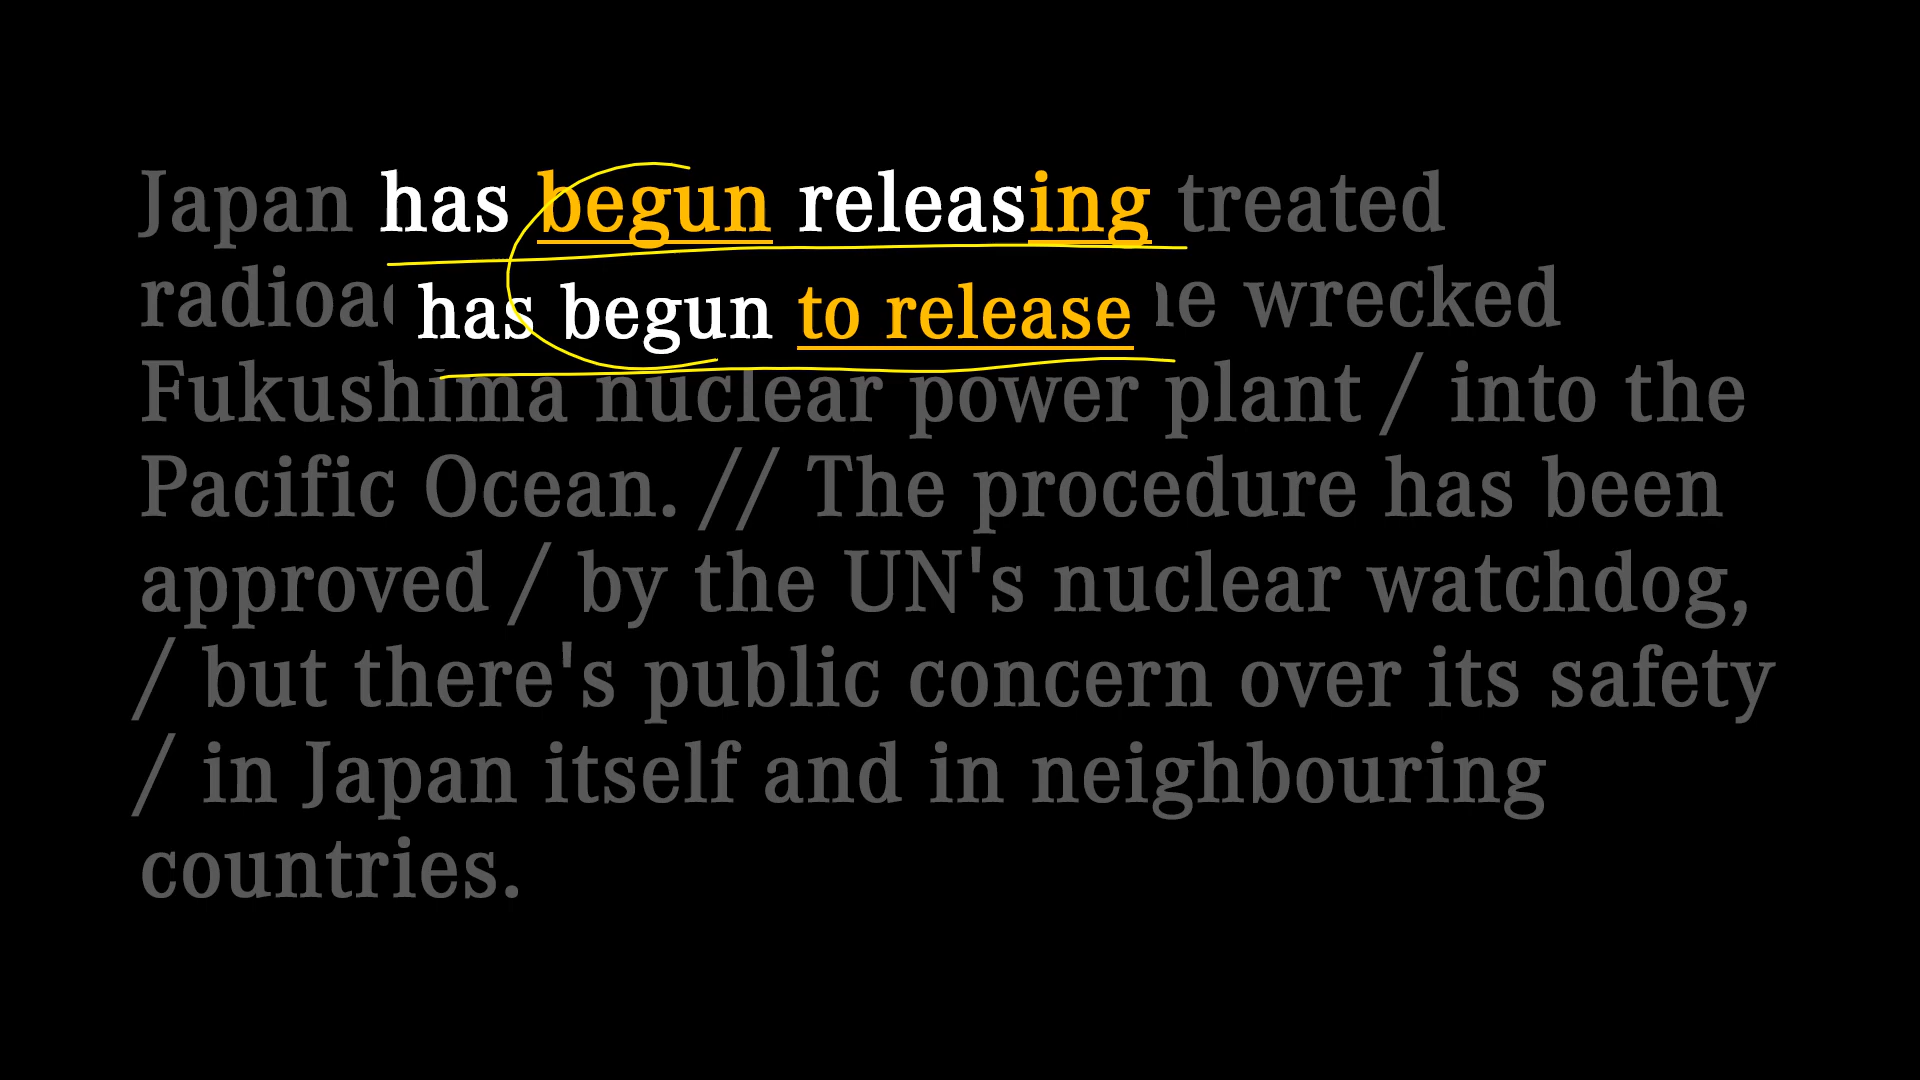 Japan has begun releasing treated
has begun to release
wrecked
Fukushima nuclear power plant / into the
Pacific Ocean. // The procedure has been
approved / by the UN's nuclear watchdog,
/ but there's public concern over its safety
/ in Japan itself and in neighbouring
countries.